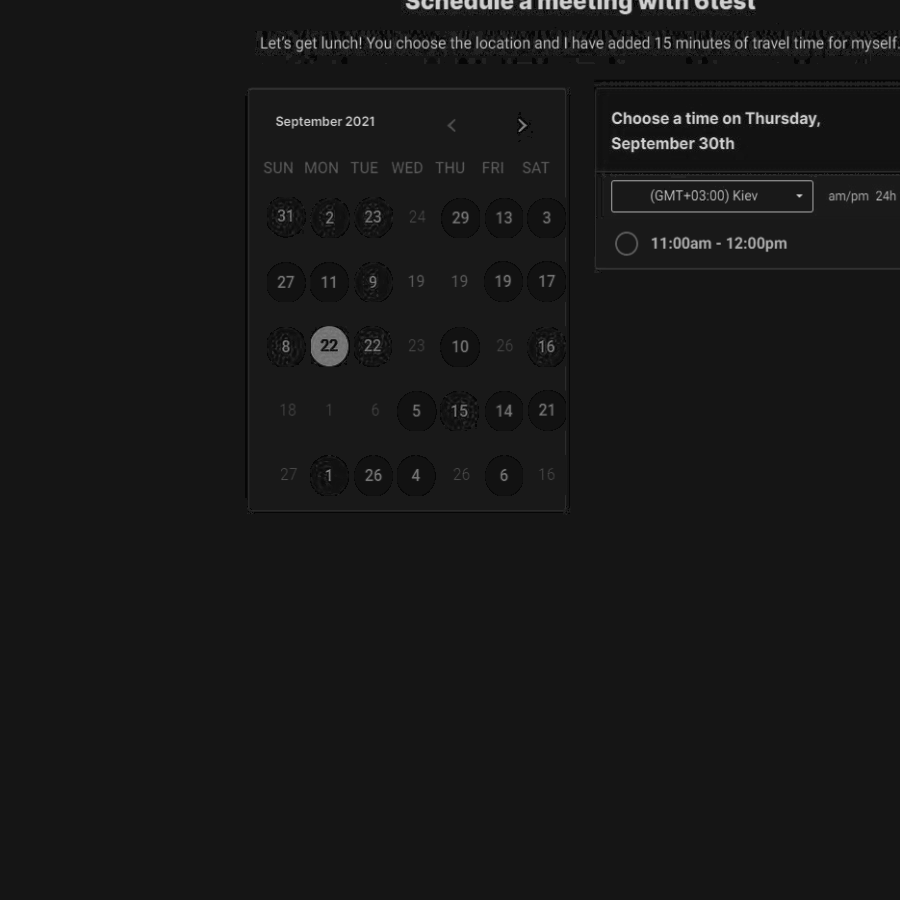 Schedule a meeting with 6test
Let's get lunch! You choose the location and I have added 15 minutes of travel time for myself.
September 2021
SUN MON TUE WED THU FRI SAT
31 2 23 24 29 13 3
27 11 9 19 19 19 17
8 22 22 23 10 26 16
18 1 6 5 15 14 21
27 1 26 4 26 6 16
Choose a time on Thursday,
September 30th
(GMT+03:00) Kiev am/pm 24h
11:00am - 12:00pm